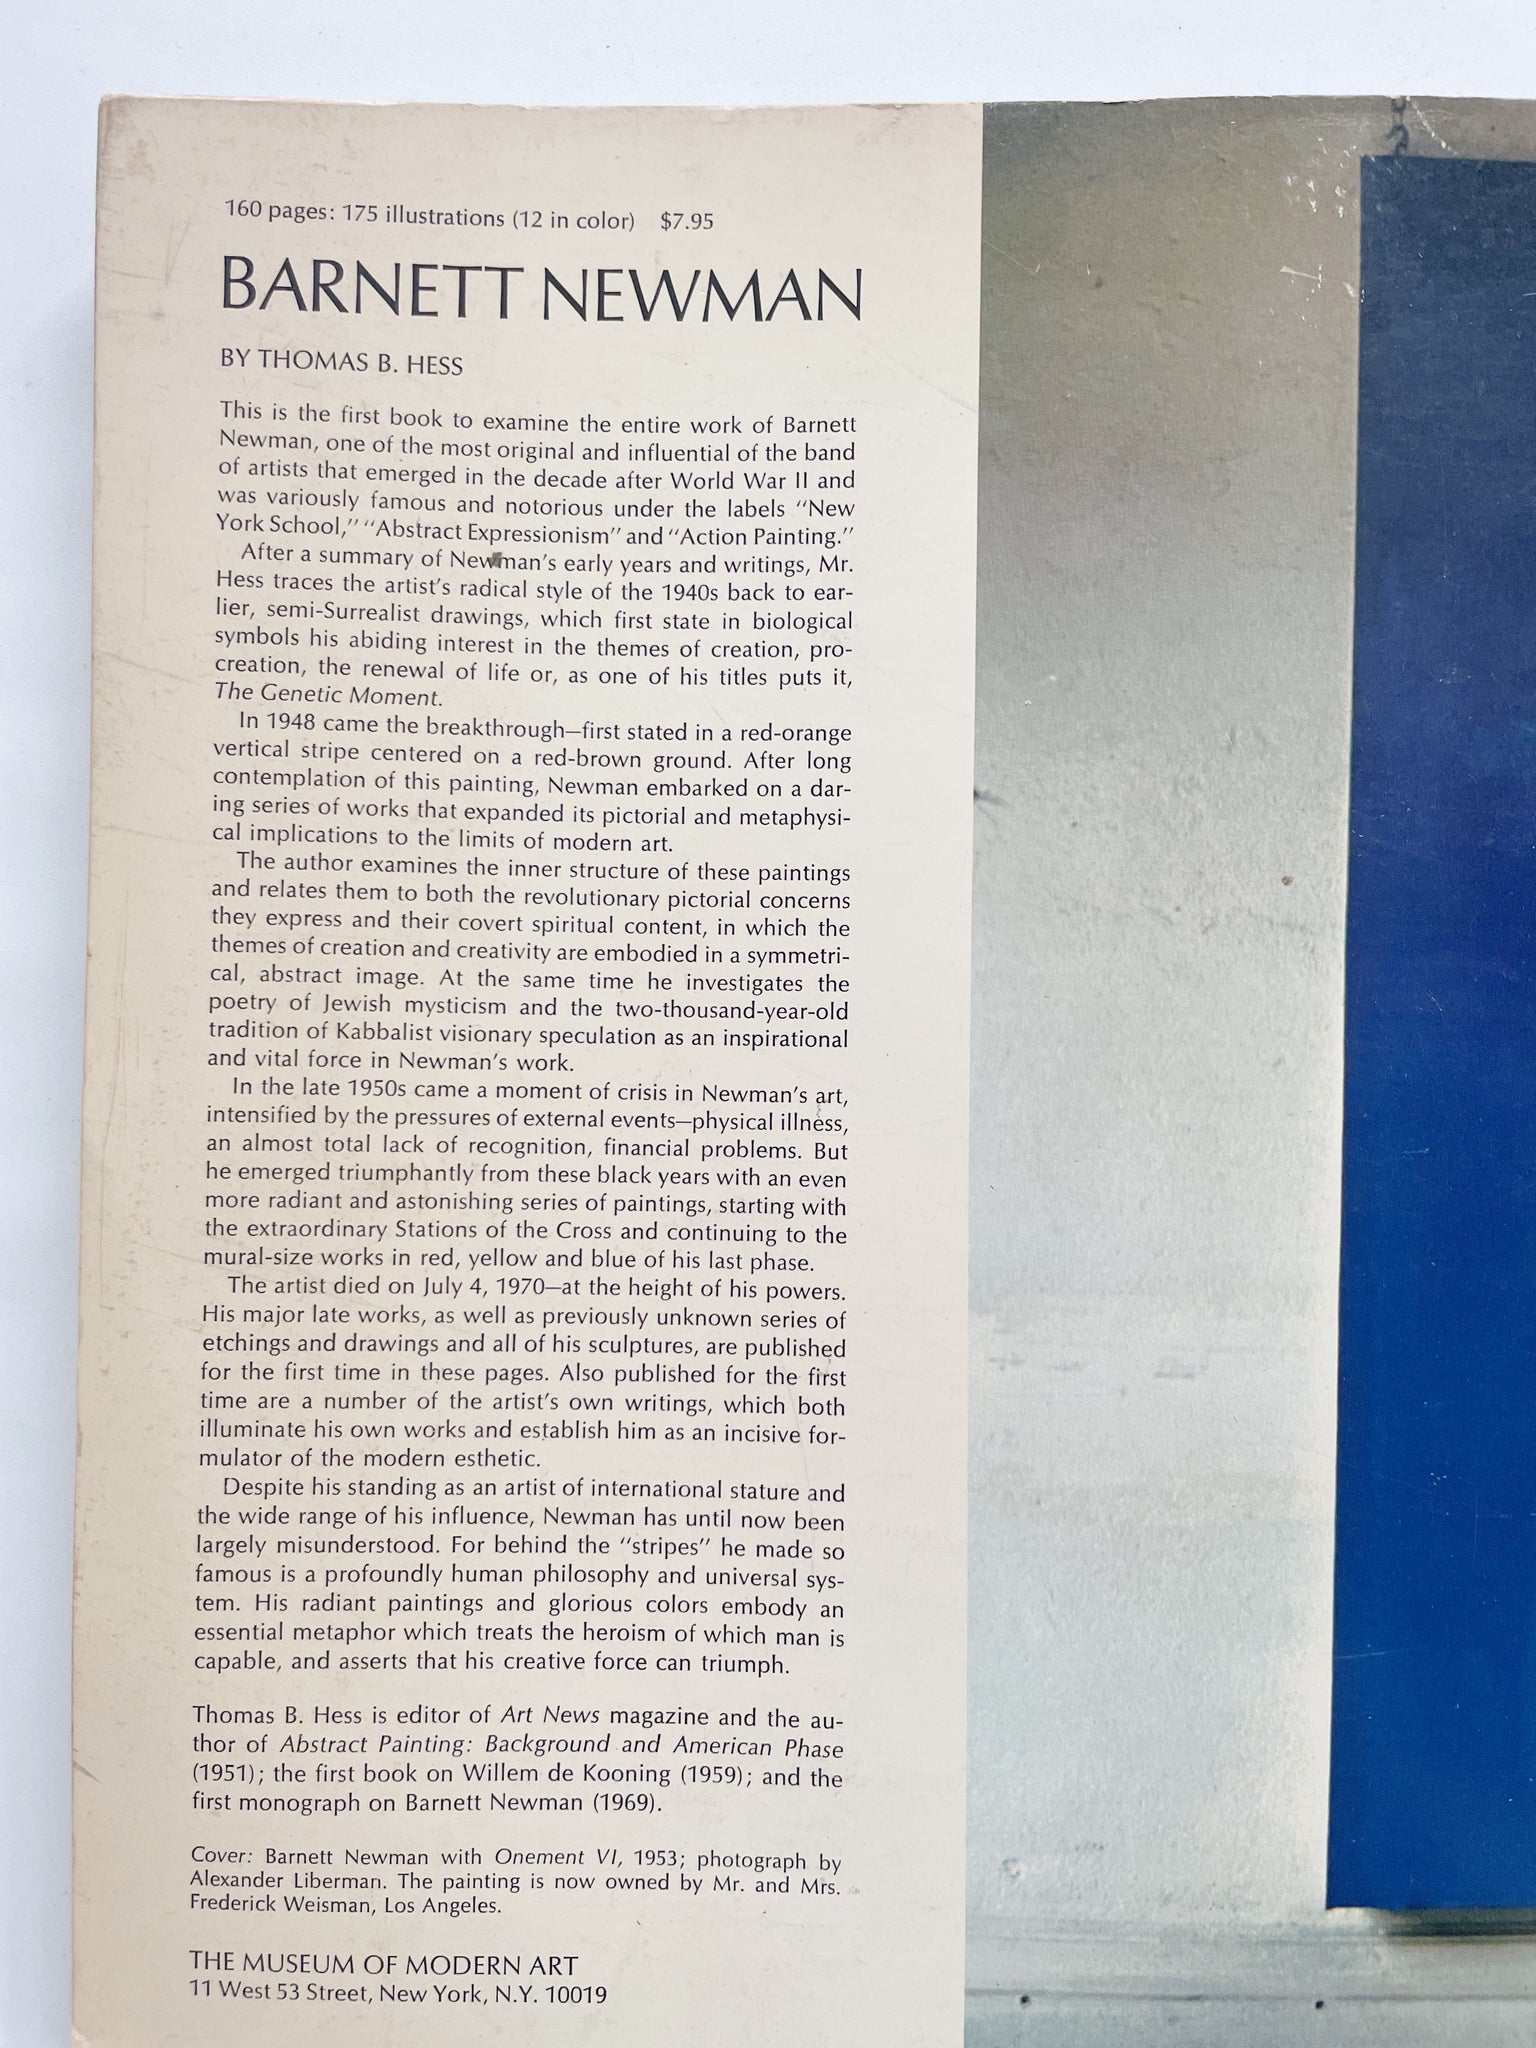 160 pages: 175 illustrations (12 in color) $7.95
BARNETT NEWMAN
BY THOMAS B. HESS
This is the first book to examine the entire work of Barnett
Newman, one of the most original and influential of the band
of artists that emerged in the decade after World War II and
was variously famous and notorious under the labels “New
York School,” “Abstract Expressionism” and “Action Painting.”
After a summary of Newman’s early years and writings, Mr.
Hess traces the artist’s radical style of the 1940s back to ear-
lier, semi-Surrealist drawings, which first state in biological
symbols his abiding interest in the themes of creation, pro-
creation, the renewal of life or, as one of his titles puts it,
The Genetic Moment.
In 1948 came the breakthrough—first stated in a red-orange
vertical stripe centered on a red-brown ground. After long
contemplation of this painting, Newman embarked on a dar-
ing series of works that expanded its pictorial and metaphysi-
cal implications to the limits of modern art.
The author examines the inner structure of these paintings
and relates them to both the revolutionary pictorial concerns
they express and their covert spiritual content, in which the
themes of creation and creativity are embodied in a symmetri-
cal, abstract image. At the same time he investigates the
poetry of Jewish mysticism and the two-thousand-year-old
tradition of Kabbalist visionary speculation as an inspirational
and vital force in Newman’s work.
In the late 1950s came a moment of crisis in Newman’s art,
intensified by the pressures of external events—physical illness,
an almost total lack of recognition, financial problems. But
he emerged triumphantly from these black years with an even
more radiant and astonishing series of paintings, starting with
the extraordinary Stations of the Cross and continuing to the
mural-size works in red, yellow and blue of his last phase.
The artist died on July 4, 1970—at the height of his powers.
His major late works, as well as previously unknown series of
etchings and drawings and all of his sculptures, are published
for the first time in these pages. Also published for the first
time are a number of the artist’s own writings, which both
illuminate his own works and establish him as an incisive for-
mulator of the modern esthetic.
Despite his standing as an artist of international stature and
the wide range of his influence, Newman has until now been
largely misunderstood. For behind the “stripes” he made so
famous is a profoundly human philosophy and universal sys-
tem. His radiant paintings and glorious colors embody an
essential metaphor which treats the heroism of which man is
capable, and asserts that his creative force can triumph.
Thomas B. Hess is editor of Art News magazine and the au-
thor of Abstract Painting: Background and American Phase
(1951); the first book on Willem de Kooning (1959); and the
first monograph on Barnett Newman (1969).
Cover: Barnett Newman with Onement VI, 1953; photograph by
Alexander Liberman. The painting is now owned by Mr. and Mrs.
Frederick Weisman, Los Angeles.
THE MUSEUM OF MODERN ART
11 West 53 Street, New York, N.Y. 10019